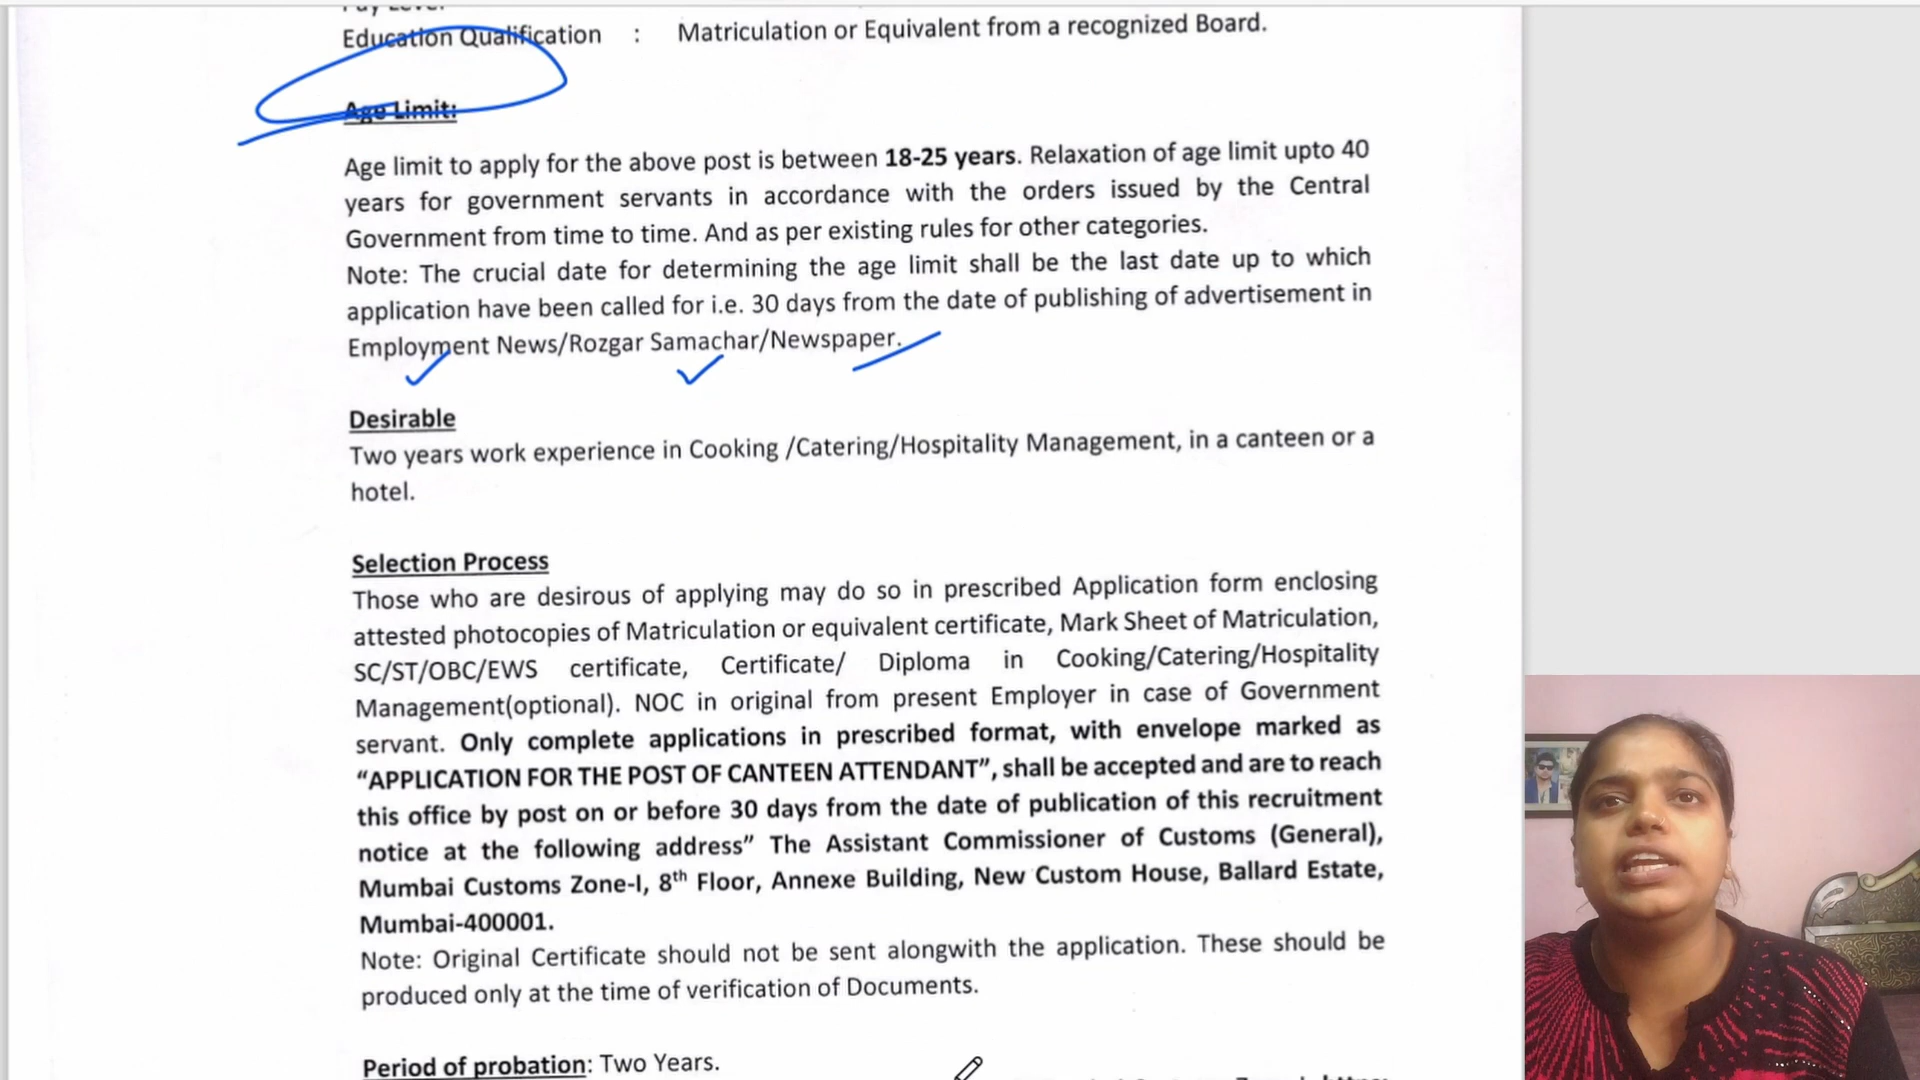 Pay Level
Education Qualification : Matriculation or Equivalent from a recognized Board.
Age Limit:
Age limit to apply for the above post is between 18-25 years. Relaxation of age limit upto 40
years for government servants in accordance with the orders issued by the Central
Government from time to time. And as per existing rules for other categories.
Note: The crucial date for determining the age limit shall be the last date up to which
application have been called for i.e. 30 days from the date of publishing of advertisement in
Employment News/Rozgar Samachar/Newspaper.
Desirable
Two years work experience in Cooking /Catering/Hospitality Management, in a canteen or a
hotel.
Selection Process
Those who are desirous of applying may do so in prescribed Application form enclosing
attested photocopies of Matriculation or equivalent certificate, Mark Sheet of Matriculation,
SC/ST/OBC/EWS certificate, Certificate/ Diploma in Cooking/Catering/Hospitality
Management(optional). NOC in original from present Employer in case of Government
servant. Only complete applications in prescribed format, with envelope marked as
“APPLICATION FOR THE POST OF CANTEEN ATTENDANT”, shall be accepted and are to reach
this office by post on or before 30 days from the date of publication of this recruitment
notice at the following address” The Assistant Commissioner of Customs (General),
Mumbai Customs Zone-I, 8th Floor, Annexe Building, New Custom House, Ballard Estate,
Mumbai-400001.
Note: Original Certificate should not be sent alongwith the application. These should be
produced only at the time of verification of Documents.
Period of probation: Two Years.